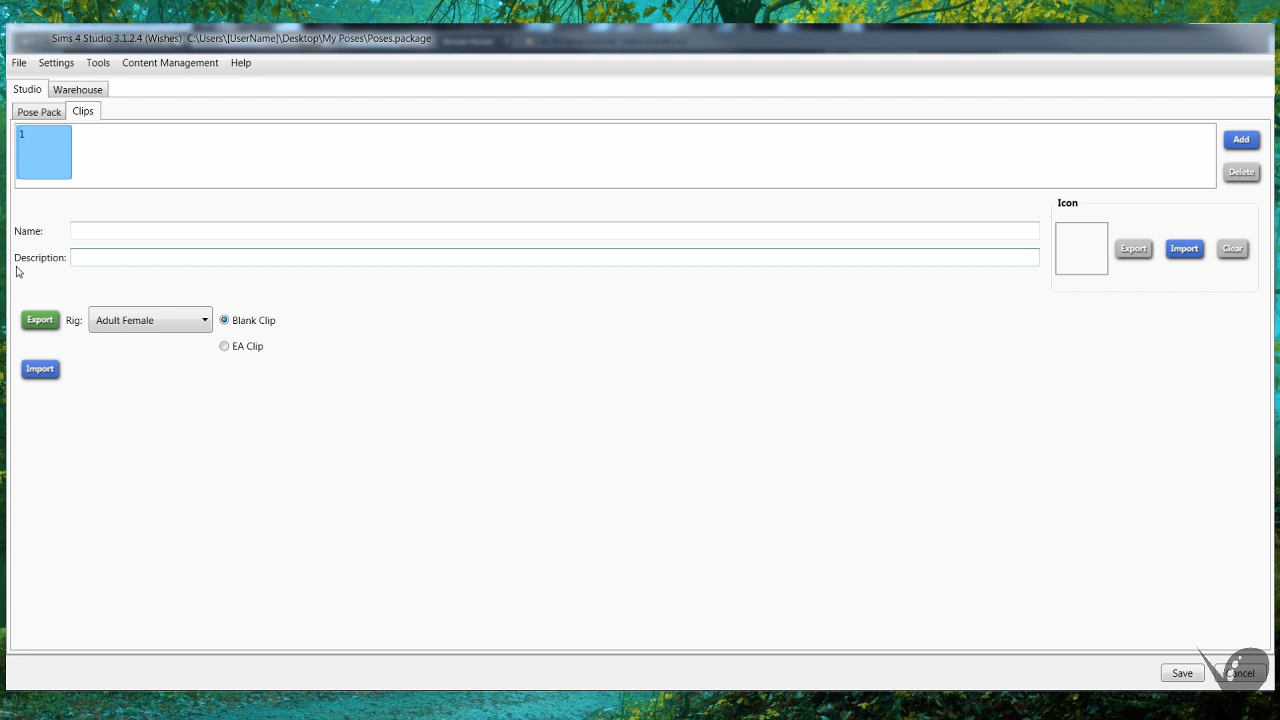 Sims 4 Studio 3.1.2.4 (Wishes) C:\Users\[UserName]\Desktop\My Poses\Poses.package
File Settings Tools Content Management Help
Studio Warehouse
Pose Pack Clips
1
Add
Delete
Icon
Name:
Description:
Export Import Clear
Export Rig: Adult Female Blank Clip
EA Clip
Import
Save Cancel